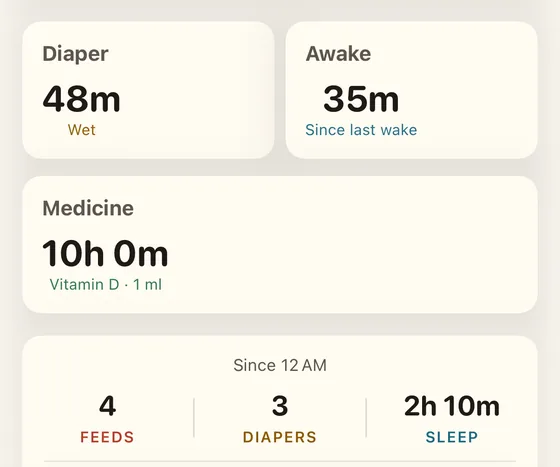 Diaper
48m
Wet
Awake
35m
Since last wake
Medicine
10h 0m
Vitamin D · 1 ml
Since 12 AM
4
FEEDS
3
DIAPERS
2h 10m
SLEEP